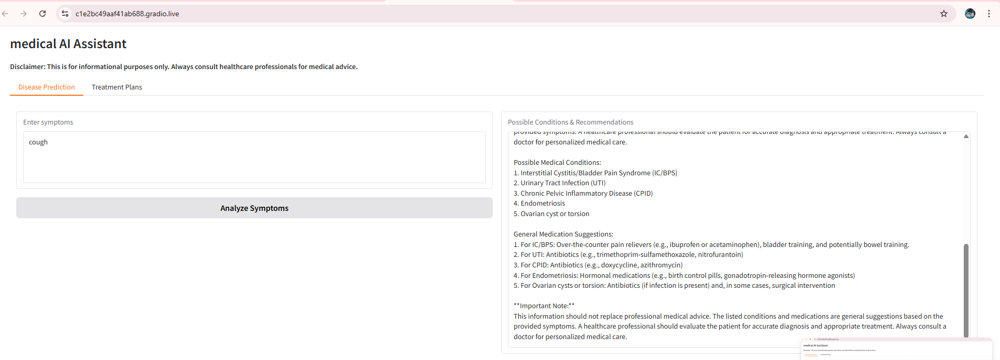 c1e2bc49aaf41ab688.gradio.live
medical AI Assistant
Disclaimer: This is for informational purposes only. Always consult healthcare professionals for medical advice.
Disease Prediction
Treatment Plans
Enter symptoms
cough
Analyze Symptoms
Possible Conditions & Recommendations
provided symptoms. A healthcare professional should evaluate the patient for accurate diagnosis and appropriate treatment. Always consult a
doctor for personalized medical care.
Possible Medical Conditions:
1. Interstitial Cystitis/Bladder Pain Syndrome (IC/BPS)
2. Urinary Tract Infection (UTI)
3. Chronic Pelvic Inflammatory Disease (CPID)
4. Endometriosis
5. Ovarian cyst or torsion
General Medication Suggestions:
1. For IC/BPS: Over-the-counter pain relievers (e.g., ibuprofen or acetaminophen), bladder training, and potentially bowel training.
2. For UTI: Antibiotics (e.g., trimethoprim-sulfamethoxazole, nitrofurantoin)
3. For CPID: Antibiotics (e.g., doxycycline, azithromycin)
4. For Endometriosis: Hormonal medications (e.g., birth control pills, gonadotropin-releasing hormone agonists)
5. For Ovarian cysts or torsion: Antibiotics (if infection is present) and, in some cases, surgical intervention
**Important Note:**
This information should not replace professional medical advice. The listed conditions and medications are general suggestions based on the
provided symptoms. A healthcare professional should evaluate the patient for accurate diagnosis and appropriate treatment. Always consult a
doctor for personalized medical care.
medical AI Assistant